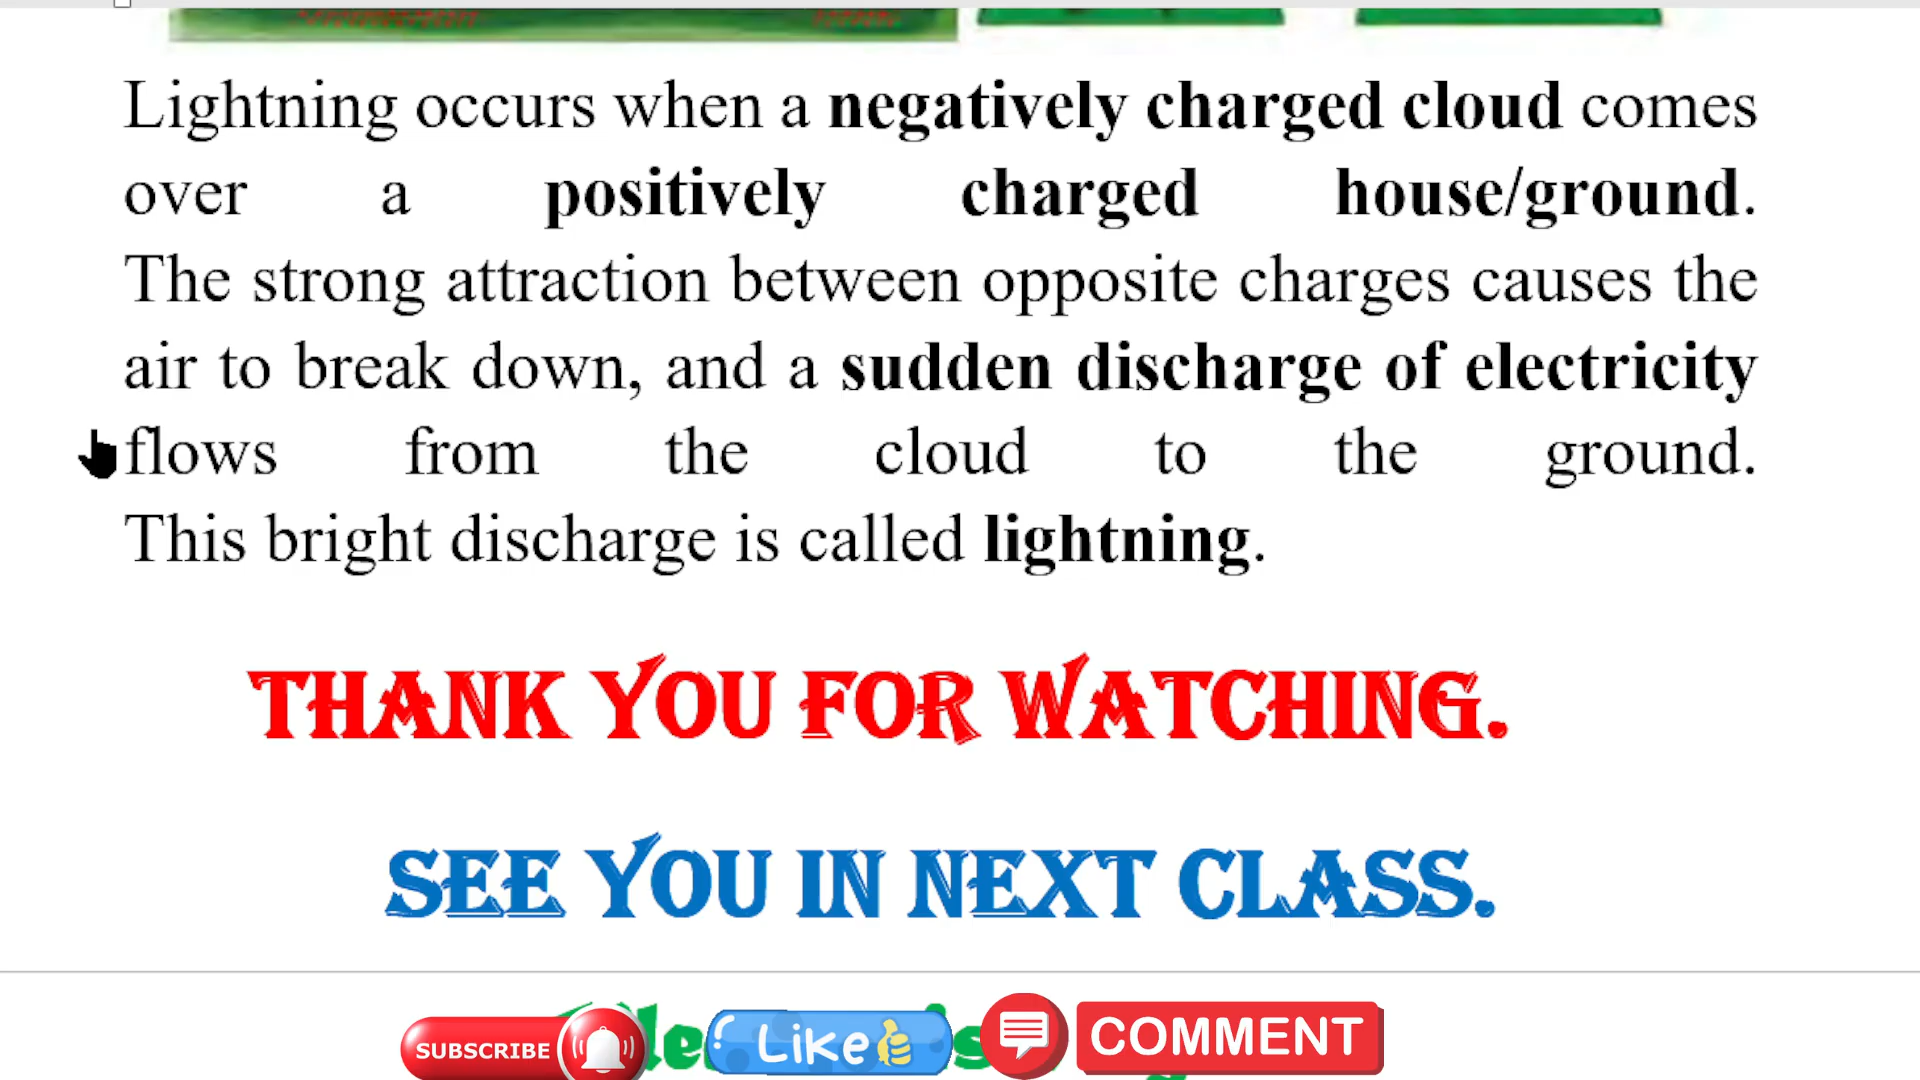 Lightning occurs when a negatively charged cloud comes
over a positively charged house/ground.
The strong attraction between opposite charges causes the
air to break down, and a sudden discharge of electricity
flows from the cloud to the ground.
This bright discharge is called lightning.
THANK YOU FOR WATCHING.
SEE YOU IN NEXT CLASS.
SUBSCRIBE Like COMMENT